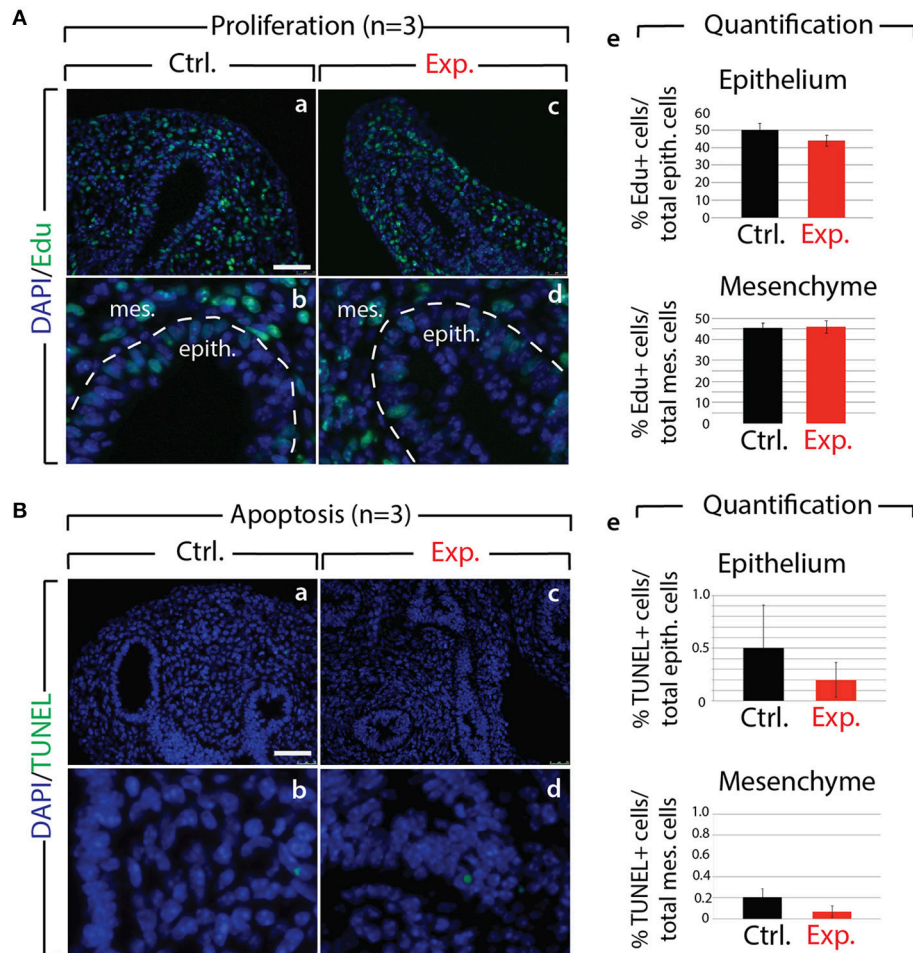 A
Proliferation (n=3)
Ctrl.
Exp.
DAPI/Edu
a
c
b
mes.
epith.
d
mes.
epith.
e
Quantification
Epithelium
% Edu+ cells/
total epith. cells
60
50
40
30
20
10
0
Ctrl.
Exp.
Mesenchyme
% Edu+ cells/
total mes. cells
50
40
30
20
10
0
Ctrl.
Exp.
B
Apoptosis (n=3)
Ctrl.
Exp.
DAPI/TUNEL
a
c
b
d
e
Quantification
Epithelium
% TUNEL+ cells/
total epith. cells
1.0
0.5
0
Ctrl.
Exp.
Mesenchyme
% TUNEL+ cells/
total mes. cells
1.0
0.8
0.6
0.4
0.2
0
Ctrl.
Exp.